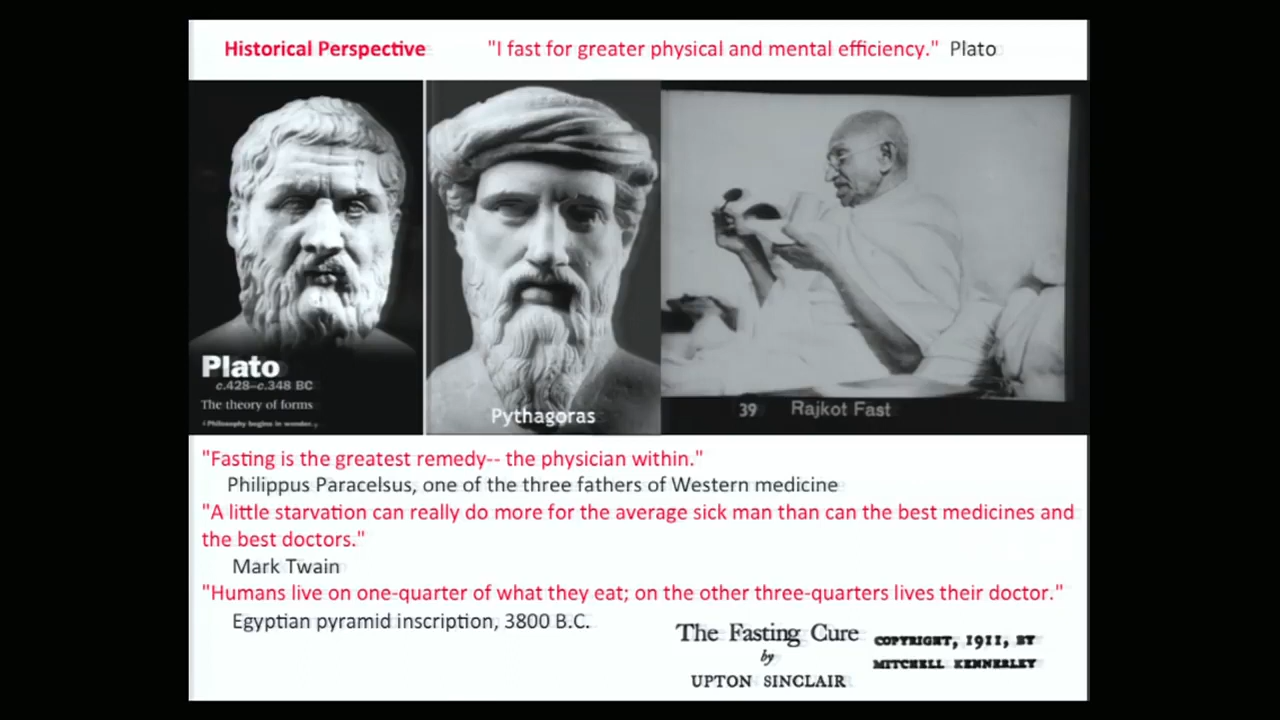 Historical Perspective "I fast for greater physical and mental efficiency." Plato
Plato
c.428–c.348 BC
The theory of forms
Philosophy begins in wonder.
Pythagoras
39 Rajkot Fast
"Fasting is the greatest remedy-- the physician within."
Philippus Paracelsus, one of the three fathers of Western medicine
"A little starvation can really do more for the average sick man than can the best medicines and
the best doctors."
Mark Twain
"Humans live on one-quarter of what they eat; on the other three-quarters lives their doctor."
Egyptian pyramid inscription, 3800 B.C.
The Fasting Cure
by
UPTON SINCLAIR
COPYRIGHT, 1911, BY
MITCHELL KENNERLEY